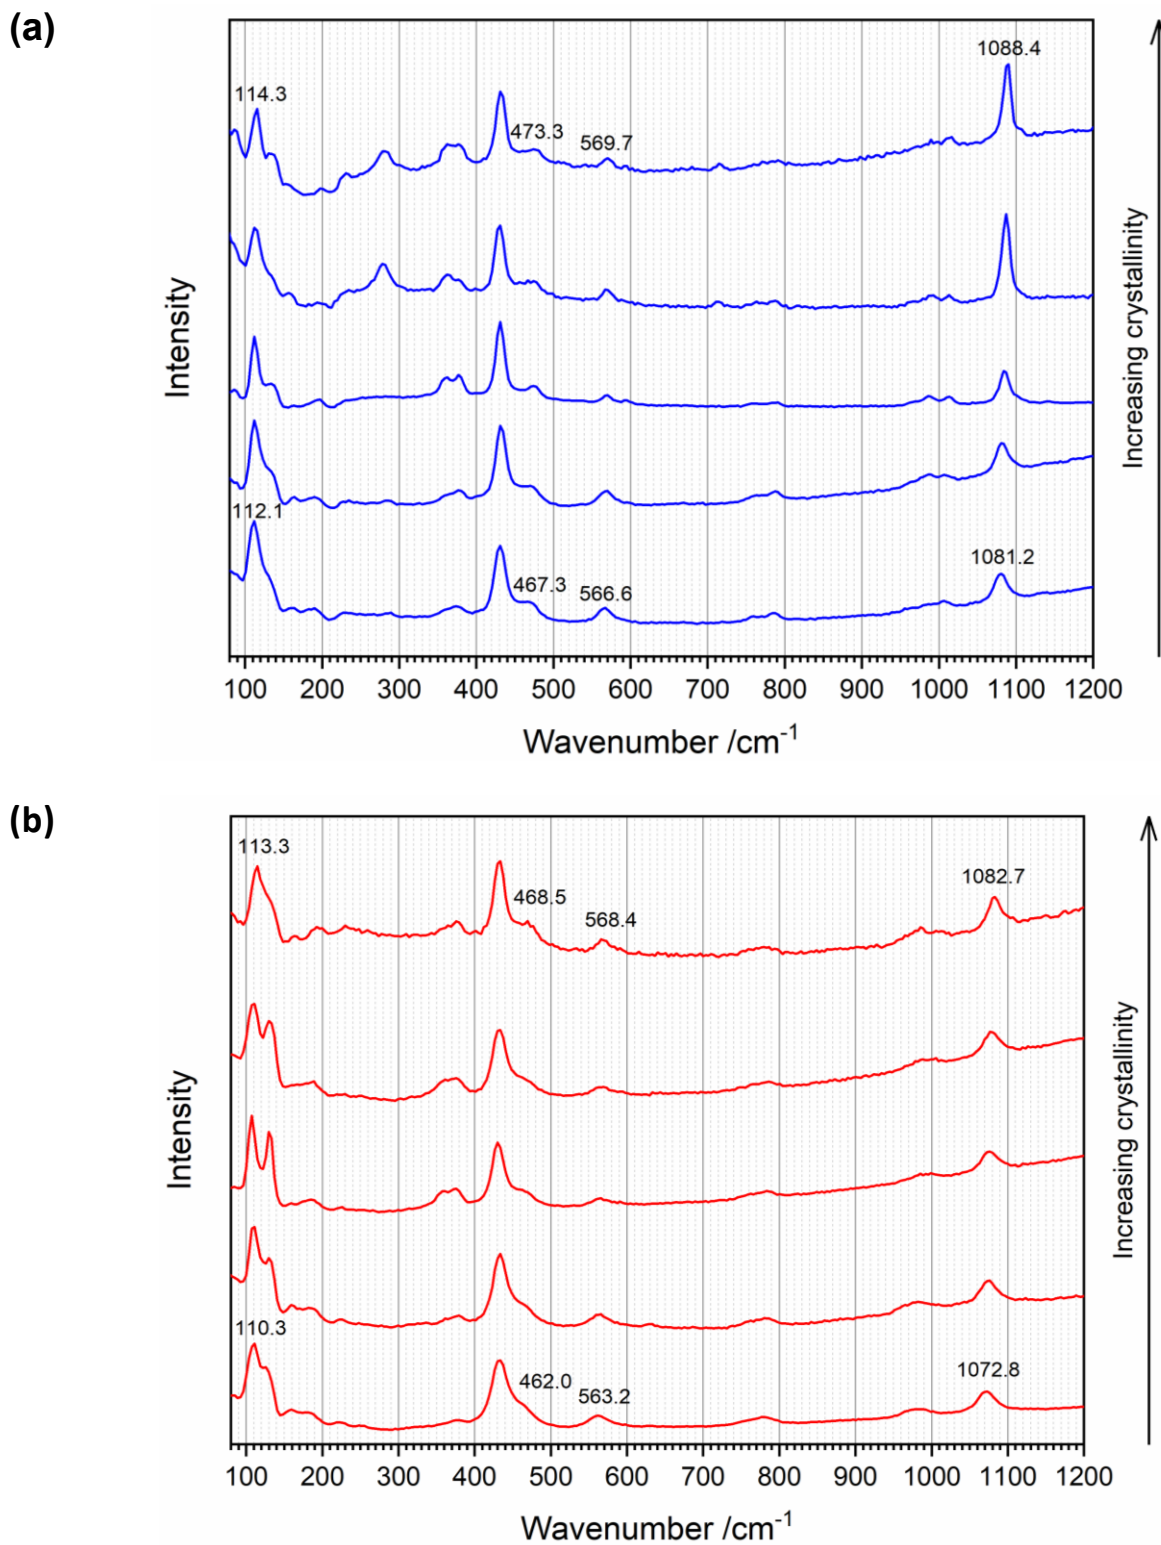 (a)
1088.4
114.3
473.3
569.7
112.1
467.3
566.6
1081.2
Intensity
Increasing crystallinity
100 200 300 400 500 600 700 800 900 1000 1100 1200
Wavenumber /cm⁻¹
(b)
113.3
468.5
568.4
1082.7
110.3
462.0
563.2
1072.8
Intensity
Increasing crystallinity
100 200 300 400 500 600 700 800 900 1000 1100 1200
Wavenumber /cm⁻¹